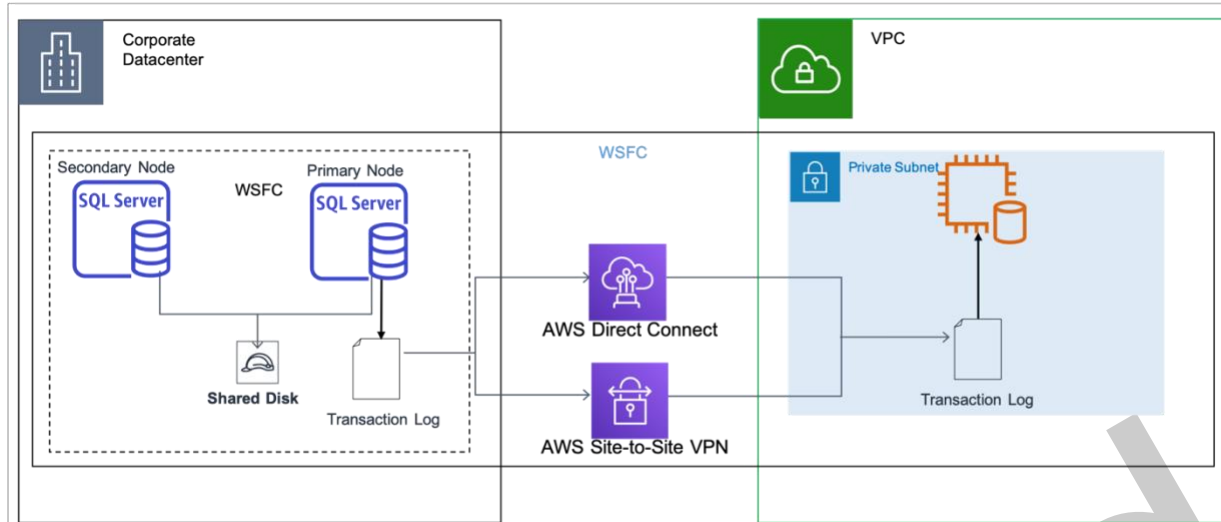 Corporate
Datacenter
VPC
WSFC
Secondary Node
WSFC
Primary Node
SQL Server
SQL Server
Private Subnet
AWS Direct Connect
Shared Disk
Transaction Log
Transaction Log
AWS Site-to-Site VPN